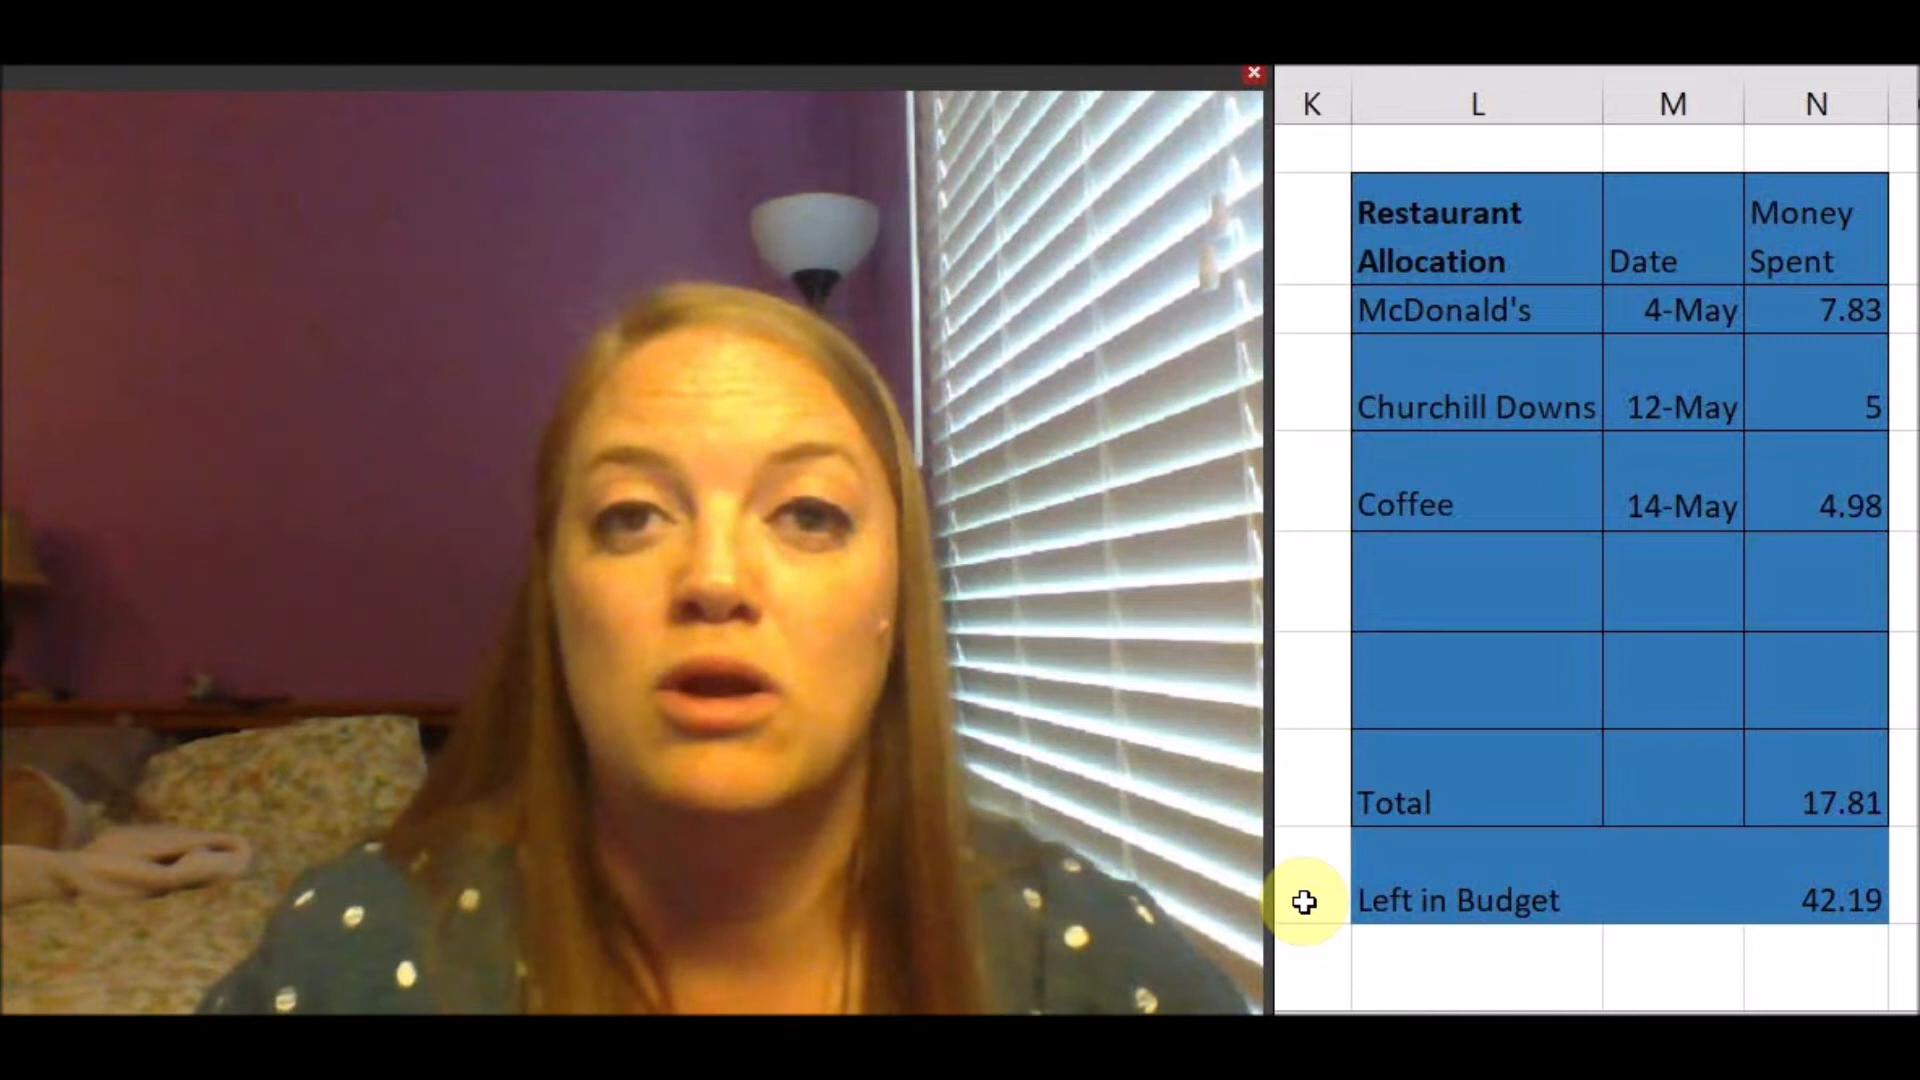 K L M N
Restaurant Money
Allocation Date Spent
McDonald's 4-May 7.83
Churchill Downs 12-May 5
Coffee 14-May 4.98
Total 17.81
Left in Budget 42.19